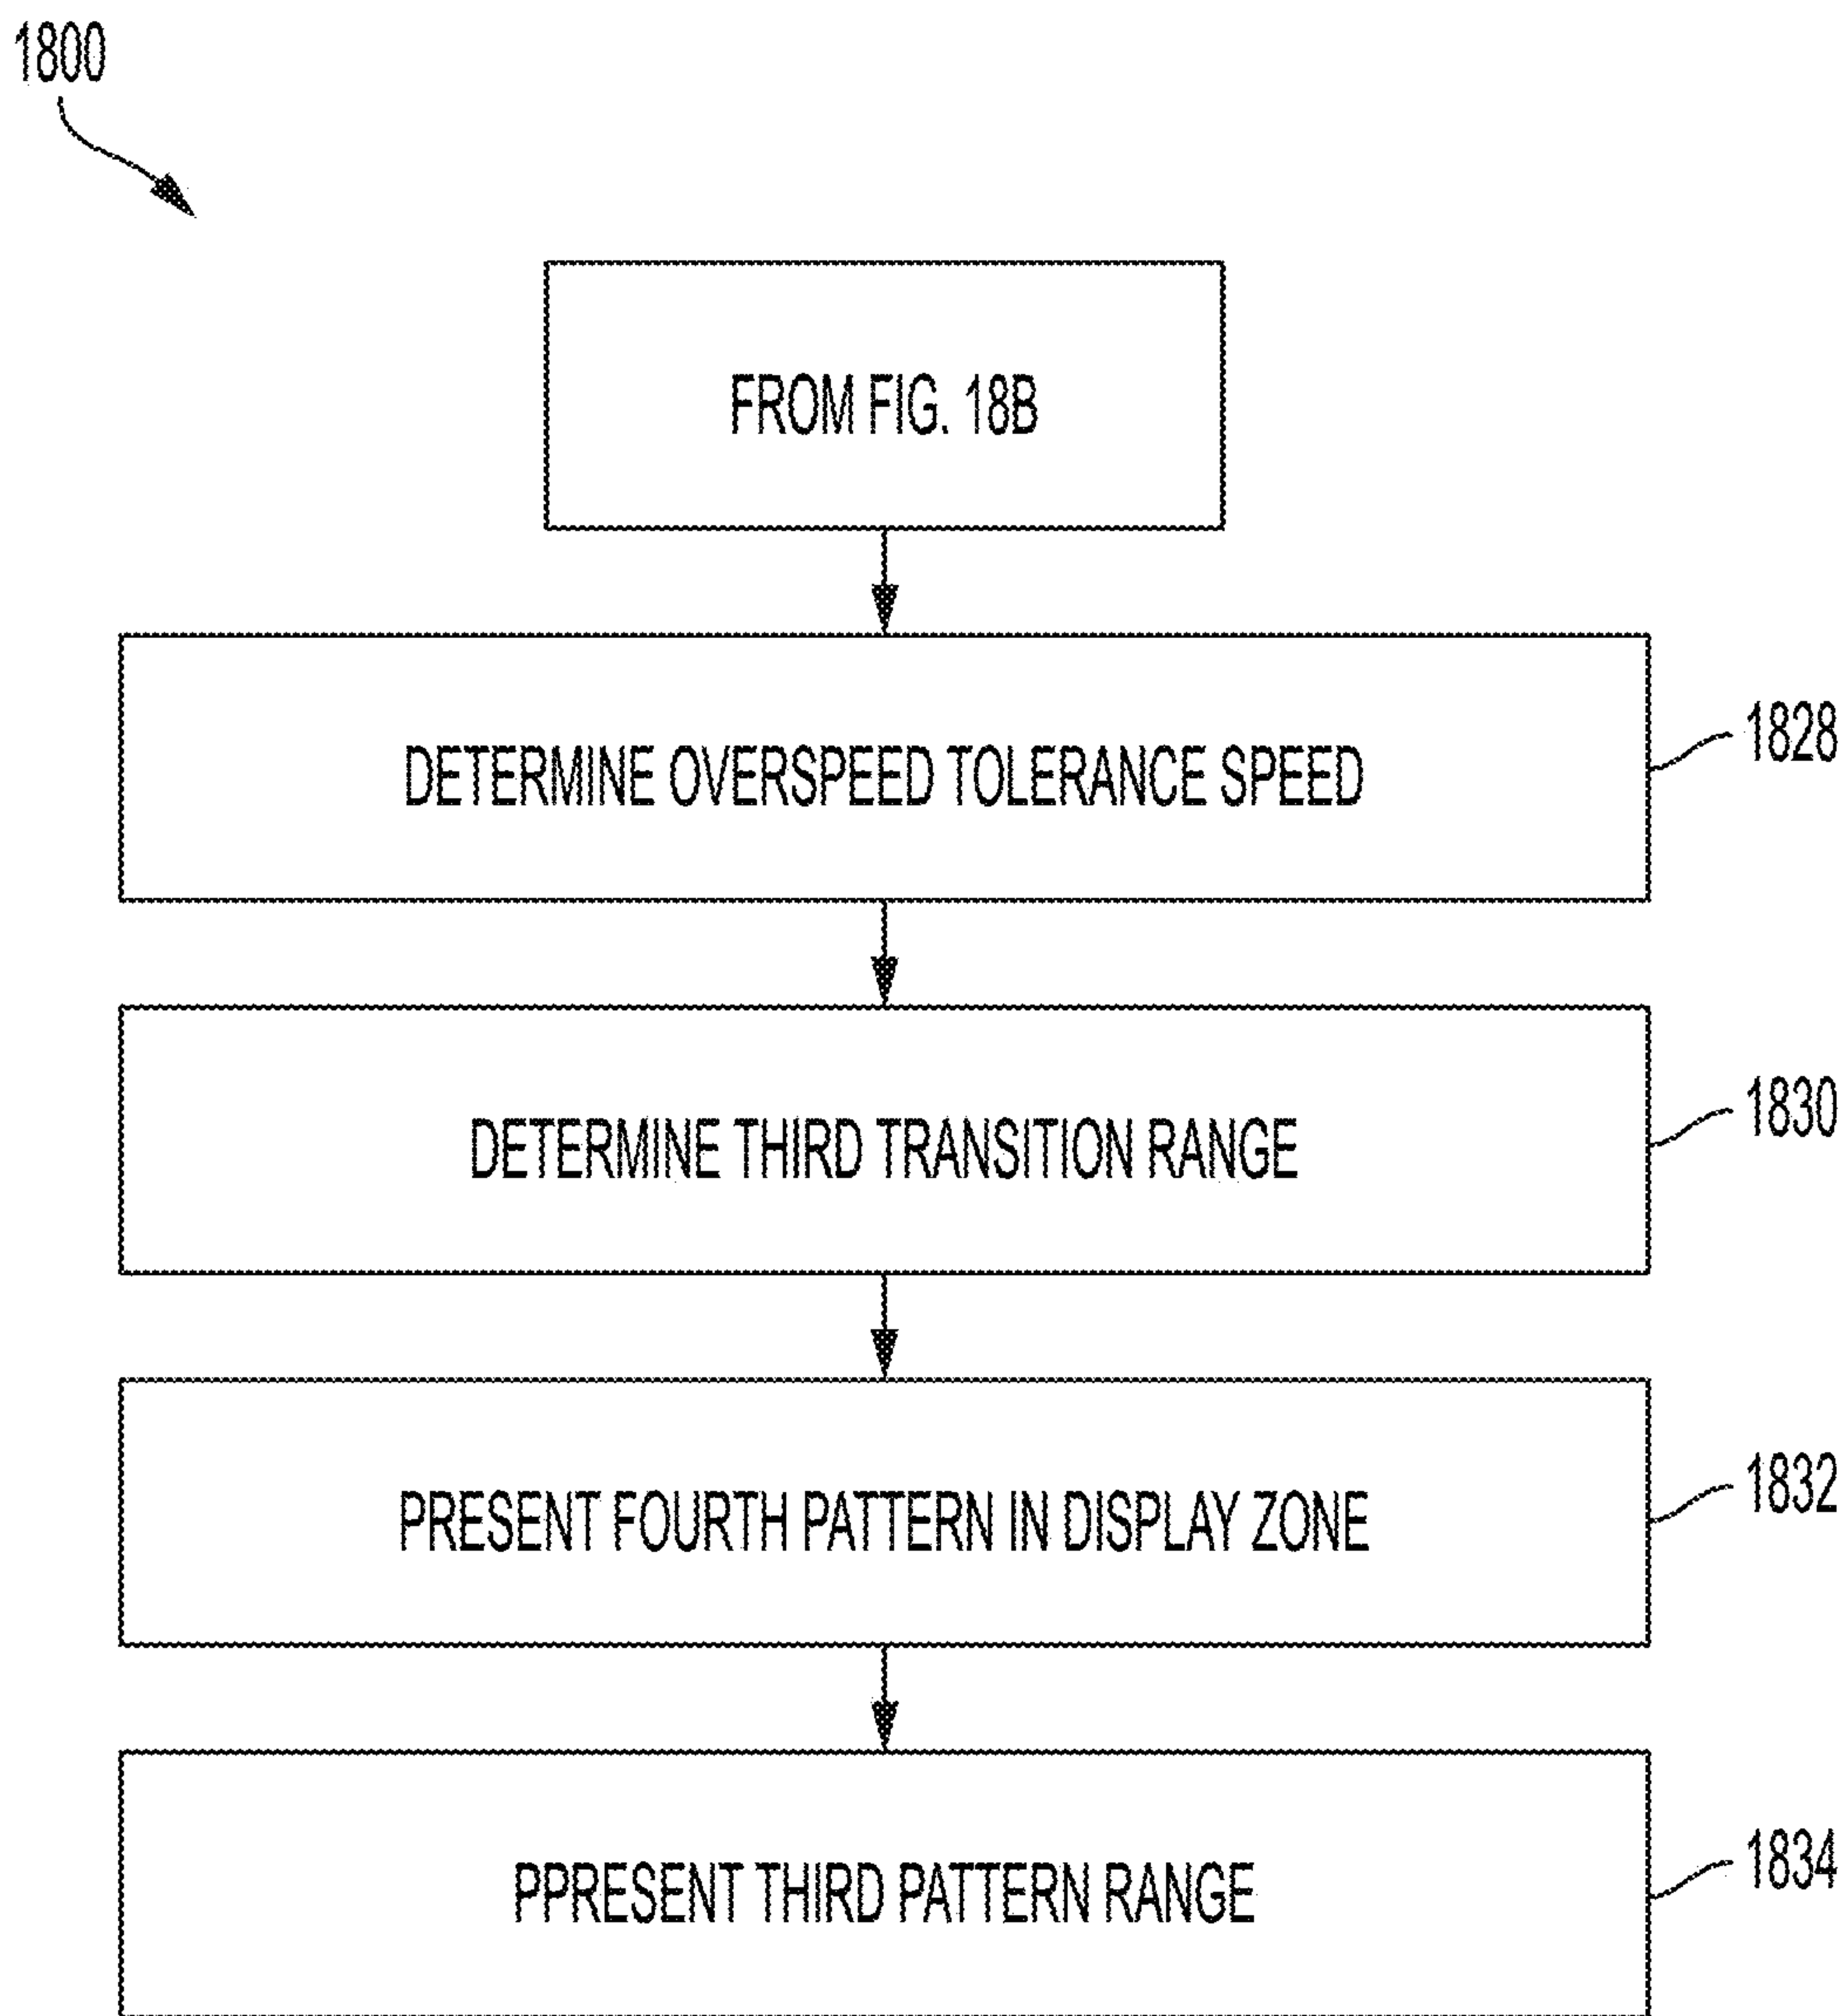 1800
FROM FIG. 18B
DETERMINE OVERSPEED TOLERANCE SPEED
1828
DETERMINE THIRD TRANSITION RANGE
1830
PRESENT FOURTH PATTERN IN DISPLAY ZONE
1832
PPRESENT THIRD PATTERN RANGE
1834